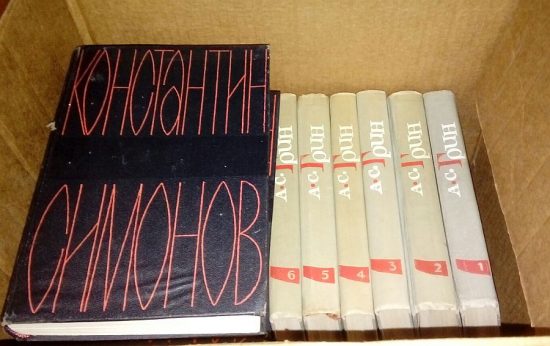 КОНСТАНТИН
СИМОНОВ
А.С. Грин
6
А.С. Грин
5
А.С. Грин
4
А.С. Грин
3
А.С. Грин
2
А.С. Грин
1